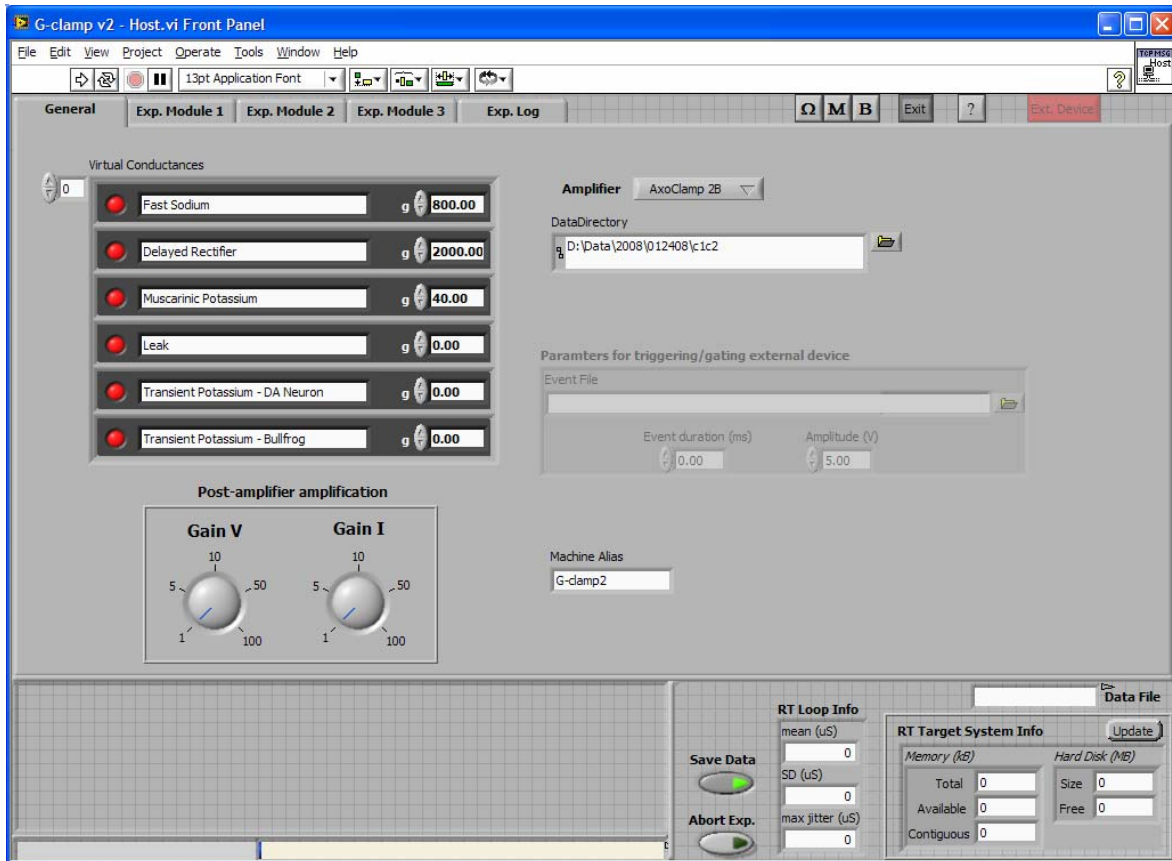 G-clamp v2 - Host.vi Front Panel
File Edit View Project Operate Tools Window Help
TCP MSG
Host
13pt Application Font
?
General Exp. Module 1 Exp. Module 2 Exp. Module 3 Exp. Log Ω M B Exit ? Ext. Device
Virtual Conductances
0
Fast Sodium g 800.00
Delayed Rectifier g 2000.00
Muscarinic Potassium g 40.00
Leak g 0.00
Transient Potassium - DA Neuron g 0.00
Transient Potassium - Bullfrog g 0.00
Amplifier AxoClamp 2B
DataDirectory
D:\Data\2008\012408\c1c2
Paramters for triggering/gating external device
Event File
Event duration (ms) Amplitude (V)
0.00 5.00
Post-amplifier amplification
Gain V Gain I
10 10
5 50 5 50
1 100 1 100
Machine Alias
G-clamp2
Data File
RT Loop Info
mean (uS)
0
SD (uS)
0
max jitter (uS)
0
Save Data
Abort Exp.
RT Target System Info Update
Memory (kB) Hard Disk (MB)
Total 0 Size 0
Available 0 Free 0
Contiguous 0